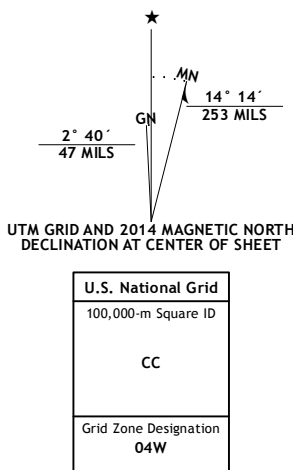 ★
MN
GN
14° 14´
253 MILS
2° 40´
47 MILS
UTM GRID AND 2014 MAGNETIC NORTH
DECLINATION AT CENTER OF SHEET
U.S. National Grid
100,000-m Square ID
CC
Grid Zone Designation
04W